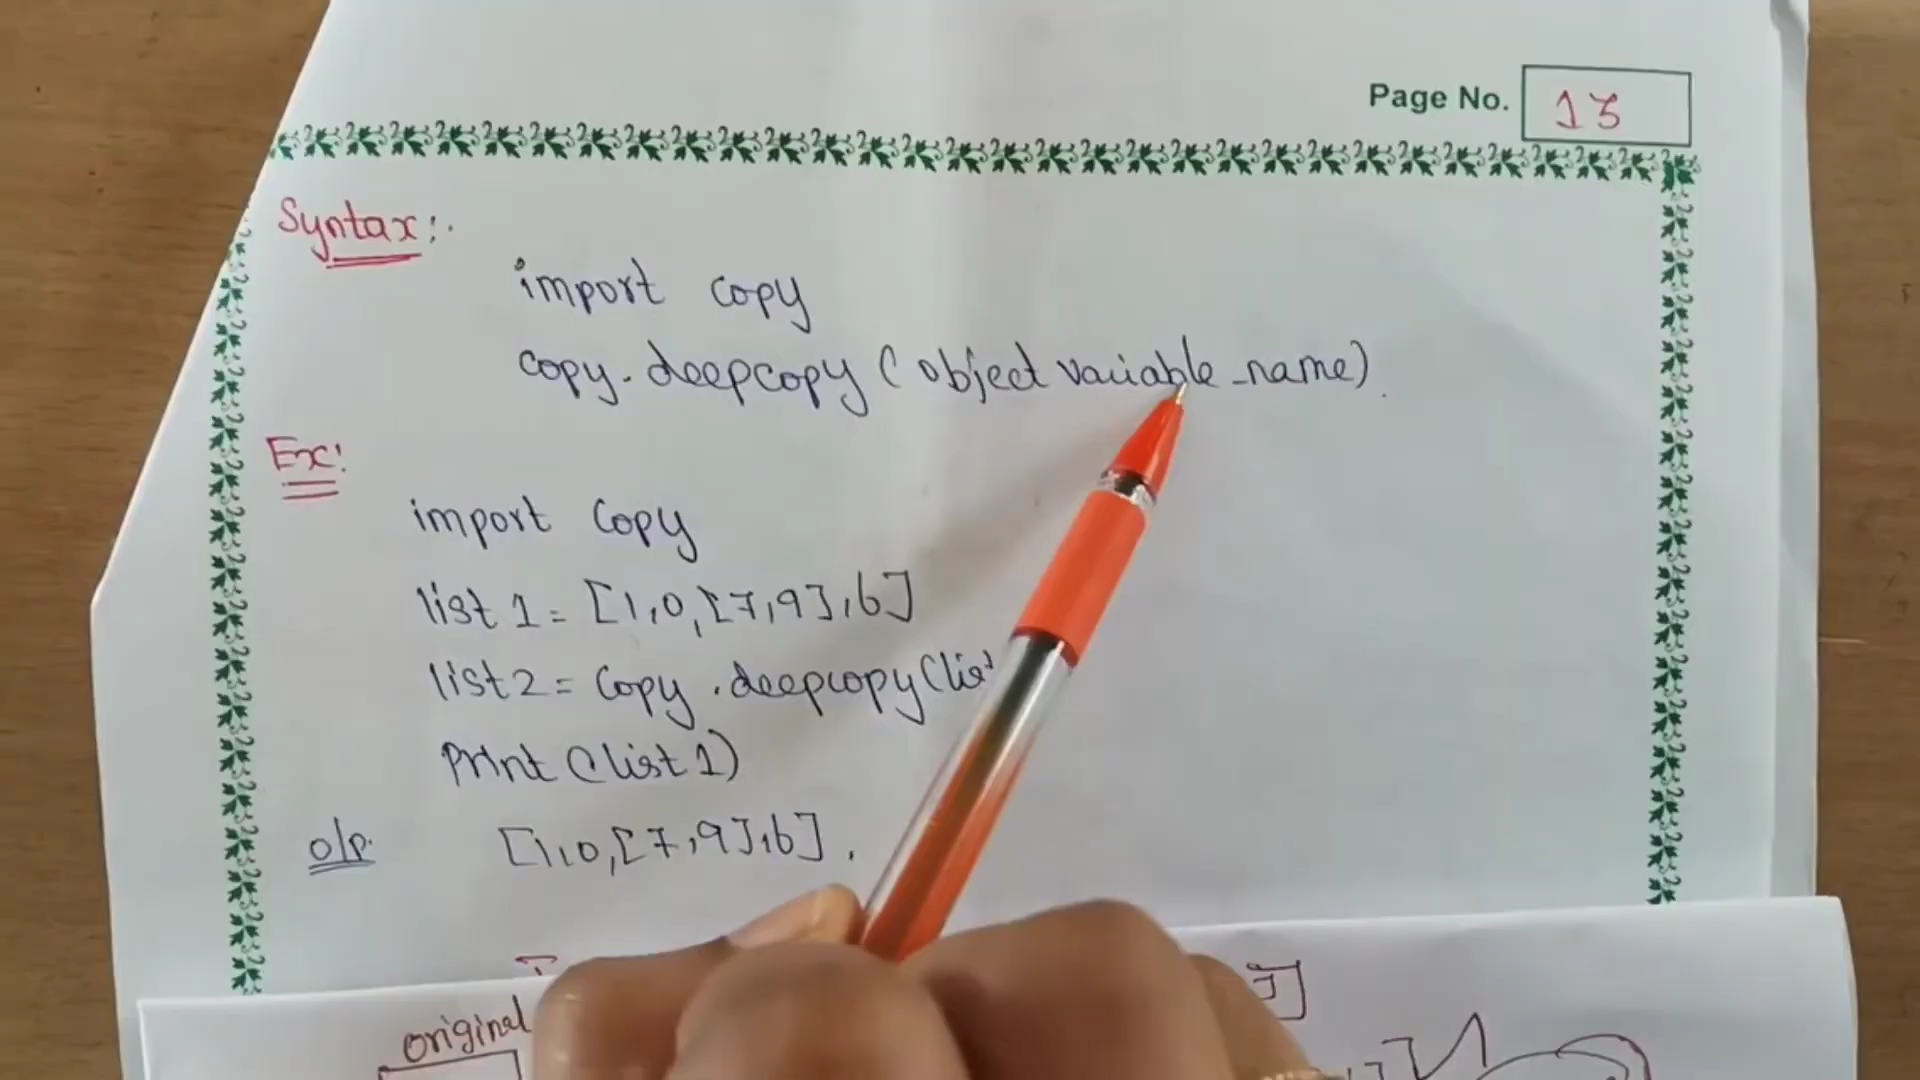 Page No. 13
Syntax:
import copy
copy.deepcopy(object variable_name)
Ex:
import copy
list1 = [1,0,[7,9],6]
list2 = copy.deepcopy(list
print(list1)
o/p
[1,0,[7,9],6].
original